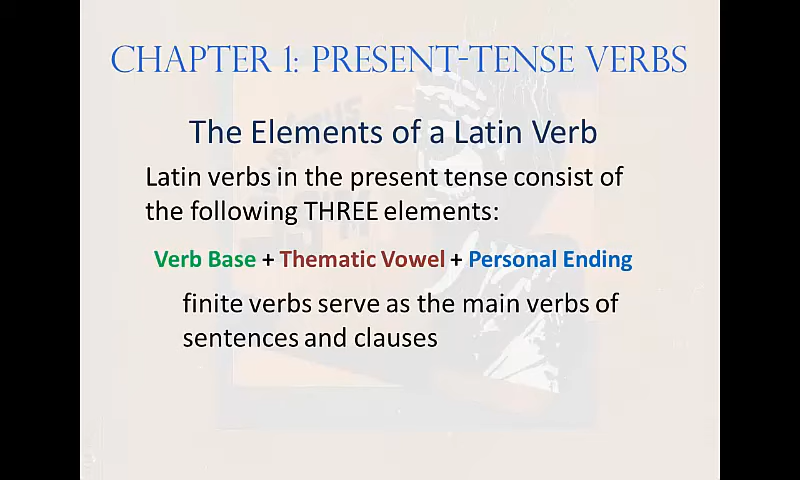 CHAPTER 1: PRESENT-TENSE VERBS
The Elements of a Latin Verb
Latin verbs in the present tense consist of
the following THREE elements:
Verb Base + Thematic Vowel + Personal Ending
finite verbs serve as the main verbs of
sentences and clauses